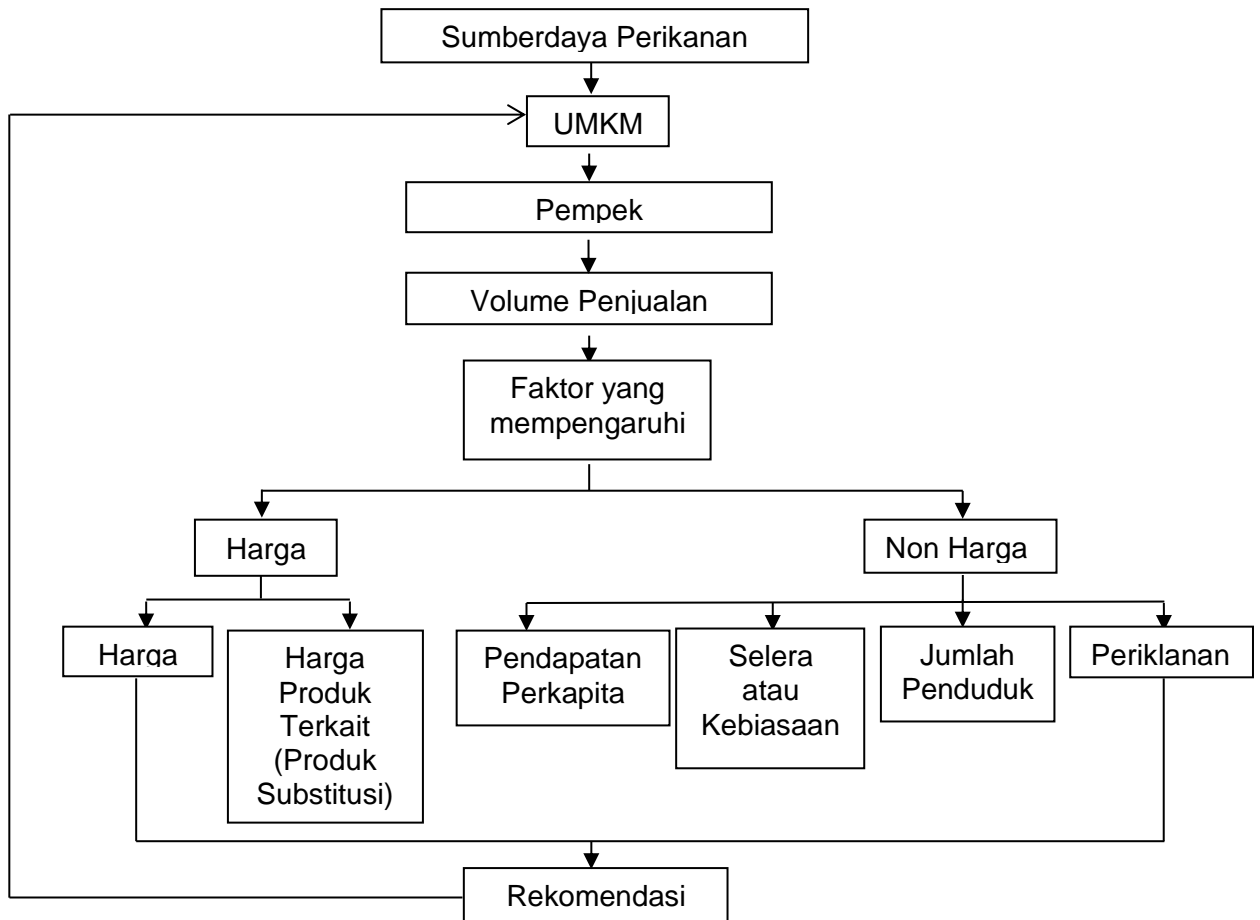 Sumberdaya Perikanan
UMKM
Pempek
Volume Penjualan
Faktor yang
mempengaruhi
Harga
Non Harga
Harga
Harga
Produk
Terkait
(Produk
Substitusi)
Pendapatan
Perkapita
Selera
atau
Kebiasaan
Jumlah
Penduduk
Periklanan
Rekomendasi